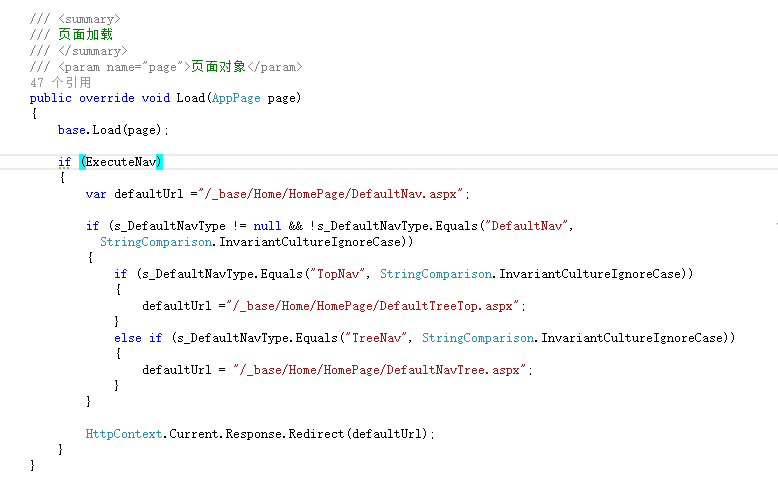 /// <summary>
/// 页面加载
/// </summary>
/// <param name="page">页面对象</param>
47 个引用
public override void Load(AppPage page)
{
base.Load(page);
if (ExecuteNav)
{
var defaultUrl ="/_base/Home/HomePage/DefaultNav.aspx";
if (s_DefaultNavType != null && !s_DefaultNavType.Equals("DefaultNav",
StringComparison.InvariantCultureIgnoreCase))
{
if (s_DefaultNavType.Equals("TopNav", StringComparison.InvariantCultureIgnoreCase))
{
defaultUrl ="/_base/Home/HomePage/DefaultTreeTop.aspx";
}
else if (s_DefaultNavType.Equals("TreeNav", StringComparison.InvariantCultureIgnoreCase))
{
defaultUrl = "/_base/Home/HomePage/DefaultNavTree.aspx";
}
}
HttpContext.Current.Response.Redirect(defaultUrl);
}
}